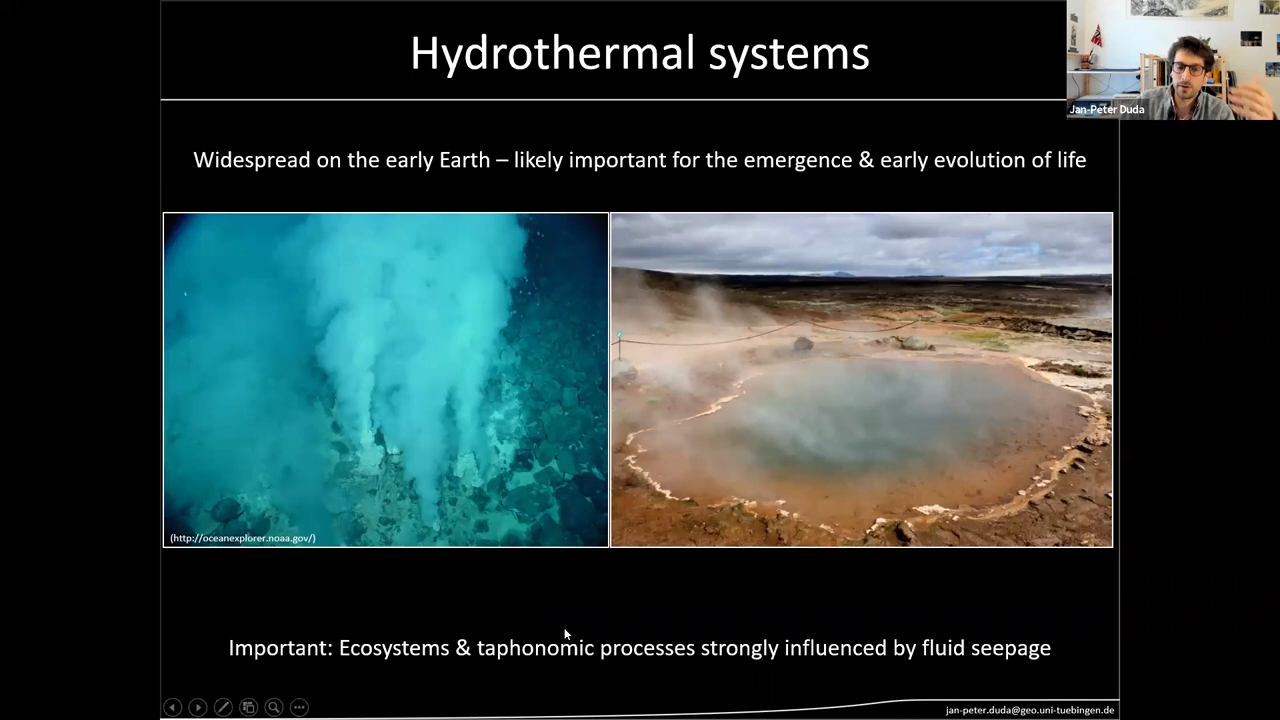 Hydrothermal systems
Jan-Peter Duda
Widespread on the early Earth – likely important for the emergence & early evolution of life
(http://oceanexplorer.noaa.gov/)
Important: Ecosystems & taphonomic processes strongly influenced by fluid seepage
jan-peter.duda@geo.uni-tuebingen.de